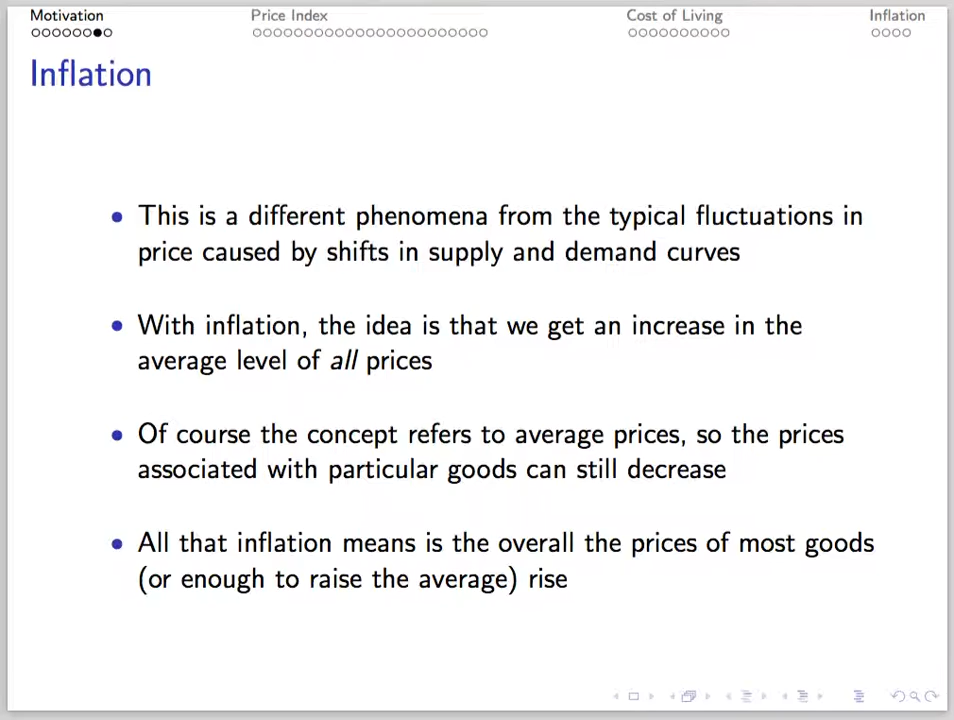 Motivation Price Index Cost of Living Inflation
Inflation
• This is a different phenomena from the typical fluctuations in
price caused by shifts in supply and demand curves
• With inflation, the idea is that we get an increase in the
average level of all prices
• Of course the concept refers to average prices, so the prices
associated with particular goods can still decrease
• All that inflation means is the overall the prices of most goods
(or enough to raise the average) rise